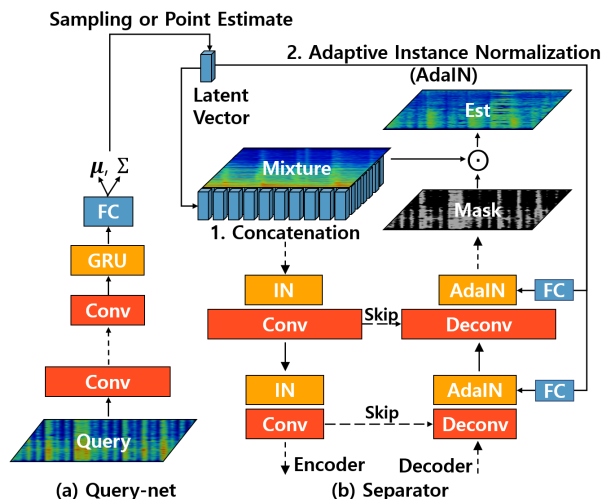 Sampling or Point Estimate
2. Adaptive Instance Normalization
(AdaIN)
Latent
Vector
Est
Mixture
μ, Σ
Mask
FC
1. Concatenation
GRU
IN
AdaIN
FC
Conv
Conv
Skip
Deconv
Conv
IN
AdaIN
FC
Query
Conv
Skip
Deconv
Encoder
Decoder
(a) Query-net
(b) Separator